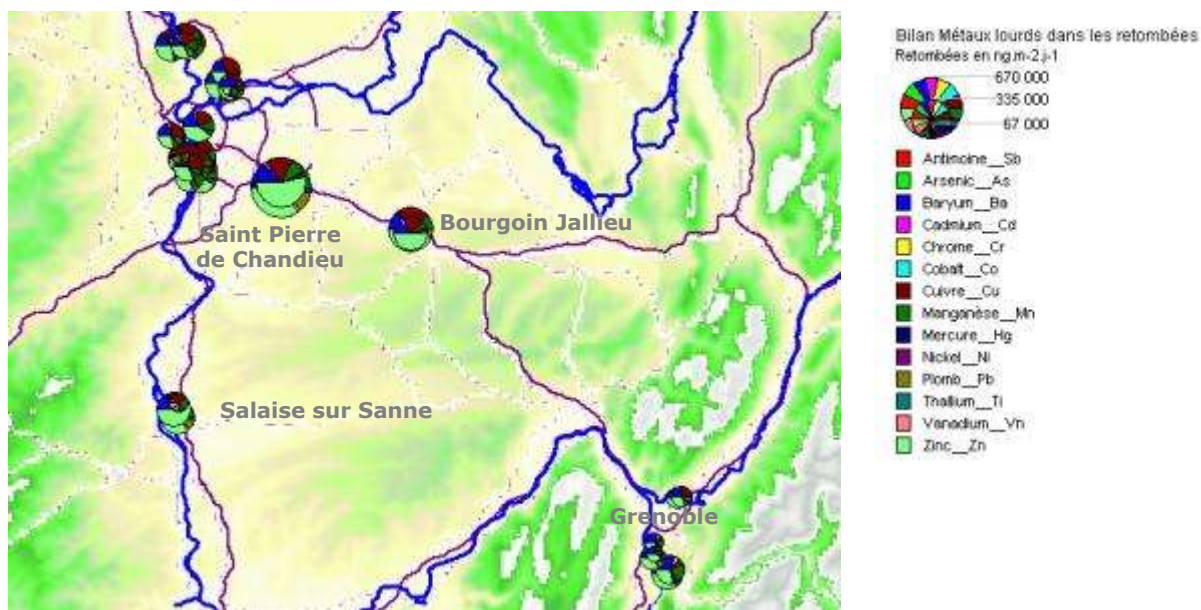 Bilan Métaux lourds dans les retombées
Retombées en ng.m-2.j-1
670 000
335 000
67 000
Antimoine__Sb
Arsenic__As
Baryum__Ba
Cadmium__Cd
Chrome__Cr
Cobalt__Co
Cuivre__Cu
Manganèse__Mn
Mercure__Hg
Nickel__Ni
Plomb__Pb
Thallium__Tl
Vanadium__Vn
Zinc__Zn
Saint Pierre
de Chandieu
Bourgoin Jallieu
Salaise sur Sanne
Grenoble